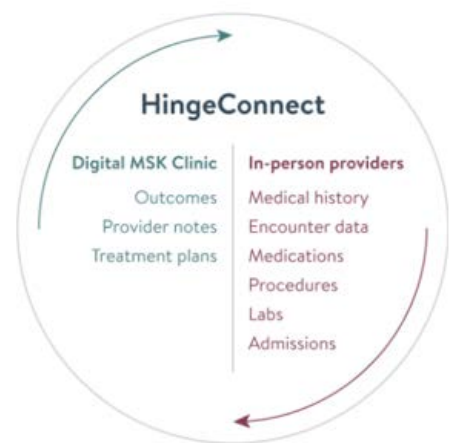 HingeConnect
Digital MSK Clinic
Outcomes
Provider notes
Treatment plans
In-person providers
Medical history
Encounter data
Medications
Procedures
Labs
Admissions